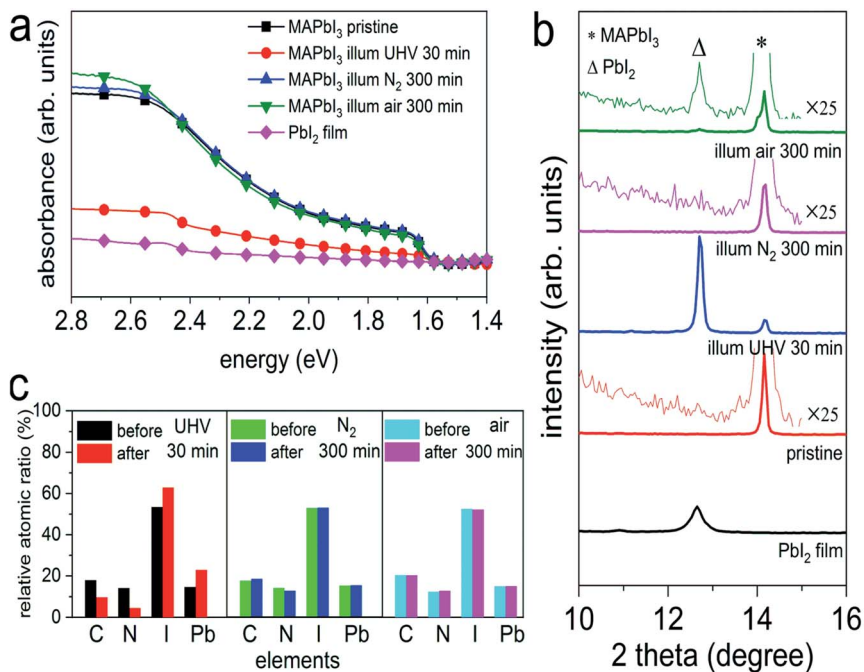 a
absorbance (arb. units)
MAPbI₃ pristine
MAPbI₃ illum UHV 30 min
MAPbI₃ illum N₂ 300 min
MAPbI₃ illum air 300 min
PbI₂ film
2.8 2.6 2.4 2.2 2.0 1.8 1.6 1.4
energy (eV)
b
intensity (arb. units)
* MAPbI₃
Δ PbI₂
Δ
*
×25
illum air 300 min
×25
illum N₂ 300 min
illum UHV 30 min
×25
pristine
PbI₂ film
10 11 12 13 14 15 16
2 theta (degree)
c
relative atomic ratio (%)
100
80
60
40
20
0
before UHV
after 30 min
before N₂
after 300 min
before air
after 300 min
C N I Pb C N I Pb C N I Pb
elements